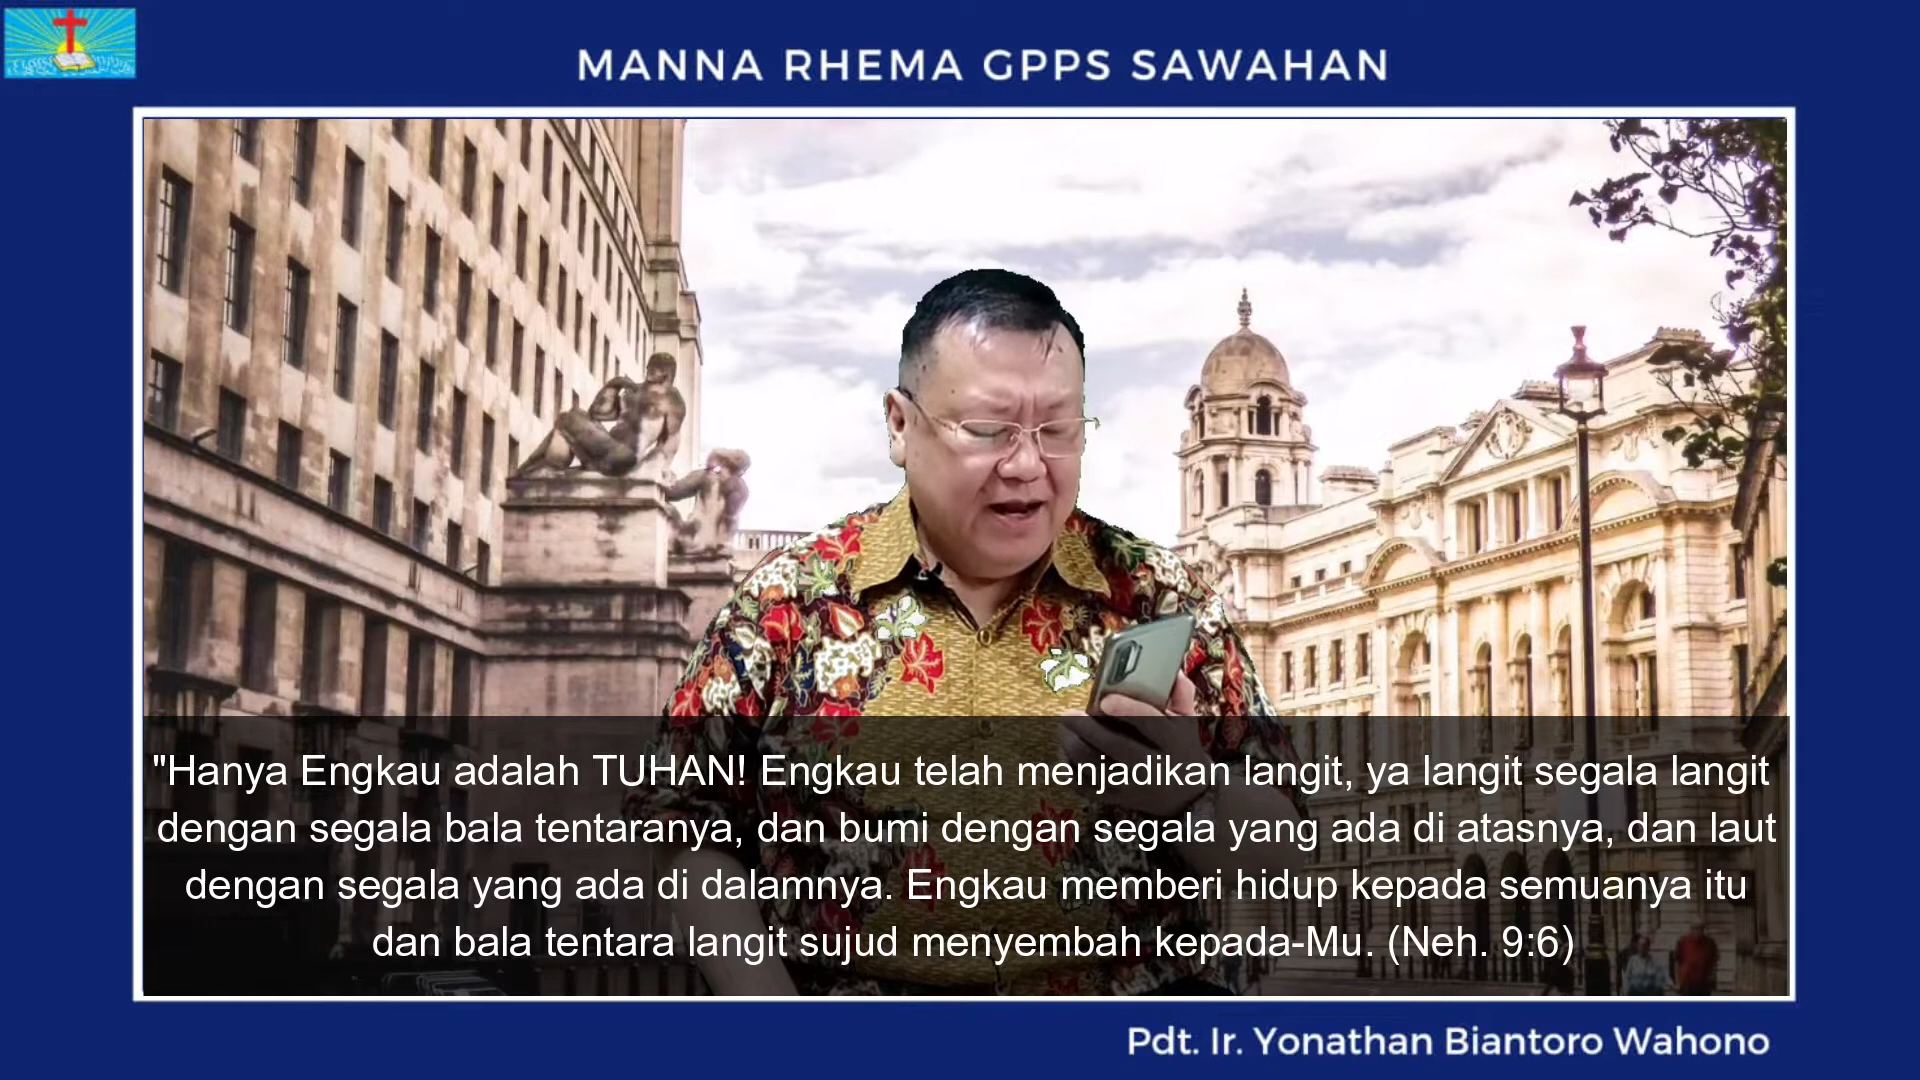 MANNA RHEMA GPPS SAWAHAN
"Hanya Engkau adalah TUHAN! Engkau telah menjadikan langit, ya langit segala langit
dengan segala bala tentaranya, dan bumi dengan segala yang ada di atasnya, dan laut
dengan segala yang ada di dalamnya. Engkau memberi hidup kepada semuanya itu
dan bala tentara langit sujud menyembah kepada-Mu. (Neh. 9:6)
Pdt. Ir. Yonathan Biantoro Wahono